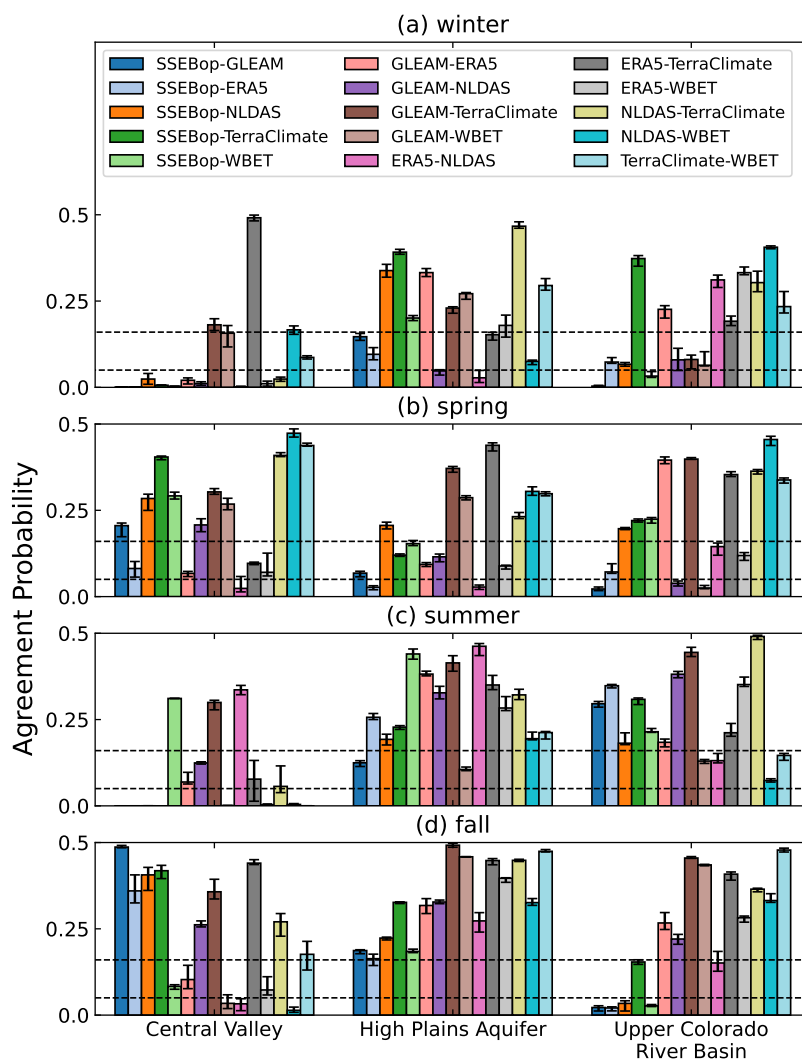 (a) winter
SSEBop-GLEAM GLEAM-ERA5 ERA5-TerraClimate
SSEBop-ERA5 GLEAM-NLDAS ERA5-WBET
SSEBop-NLDAS GLEAM-TerraClimate NLDAS-TerraClimate
SSEBop-TerraClimate GLEAM-WBET NLDAS-WBET
SSEBop-WBET ERA5-NLDAS TerraClimate-WBET
0.5
0.25
0.0
(b) spring
0.5
0.25
0.0
(c) summer
0.5
0.25
0.0
(d) fall
0.5
0.25
0.0
Agreement Probability
Central Valley High Plains Aquifer Upper Colorado
River Basin